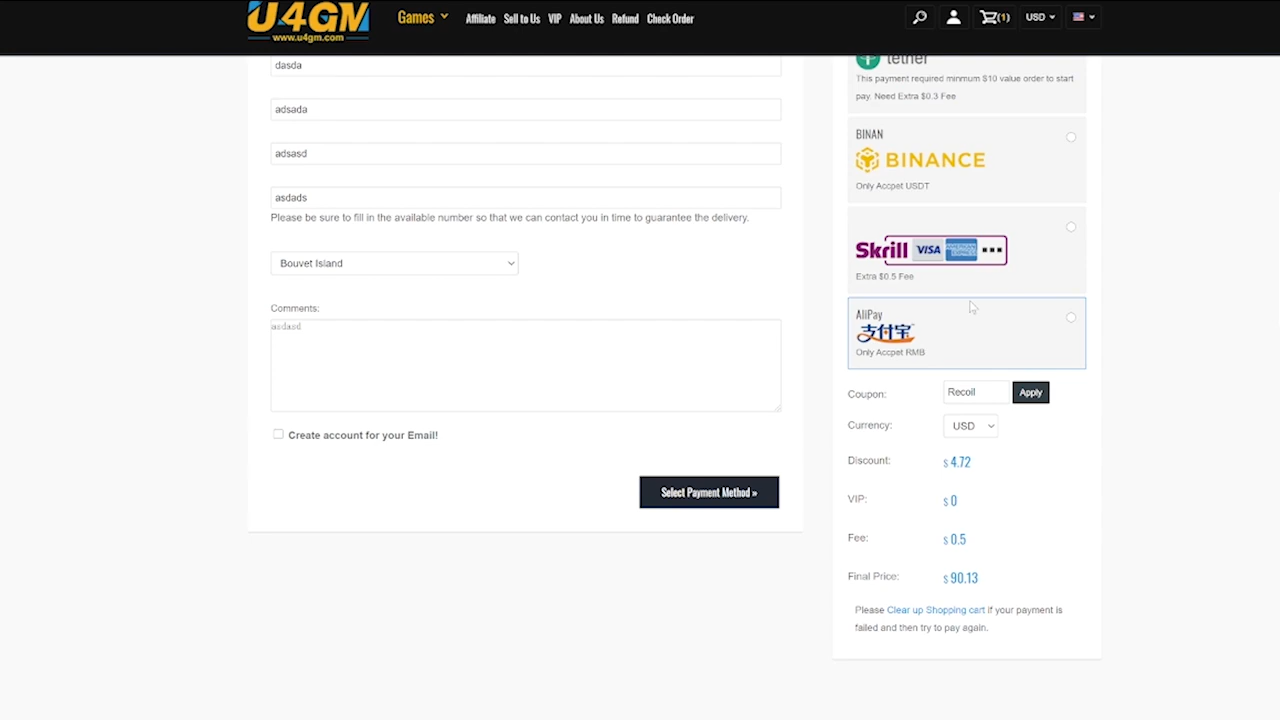 U4GM
www.u4gm.com
Games
Affiliate
Sell to Us
VIP
About Us
Refund
Check Order
(1)
USD
dasda
adsada
adsasd
asdads
Please be sure to fill in the available number so that we can contact you in time to guarantee the delivery.
Bouvet Island
Comments:
asdasd
Create account for your Email!
Select Payment Method »
tether
This payment required minimum $10 value order to start
pay. Need Extra $0.3 Fee
BINAN
BINANCE
Only Accpet USDT
Skrill VISA
Extra $0.5 Fee
AliPay
支付宝
Only Accpet RMB
Coupon: Recoil Apply
Currency: USD
Discount: $ 4.72
VIP: $ 0
Fee: $ 0.5
Final Price: $ 90.13
Please Clear up Shopping cart if your payment is
failed and then try to pay again.